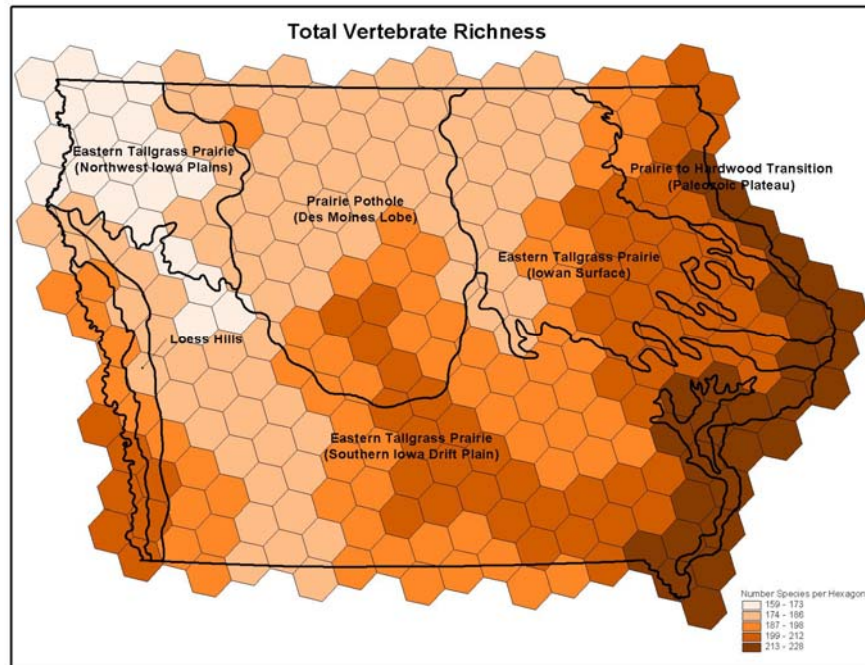 Total Vertebrate Richness
Eastern Tallgrass Prairie
(Northwest Iowa Plains)
Prairie to Hardwood Transition
(Paleozoic Plateau)
Prairie Pothole
(Des Moines Lobe)
Eastern Tallgrass Prairie
(Iowan Surface)
Loess Hills
Eastern Tallgrass Prairie
(Southern Iowa Drift Plain)
Number Species per Hexagon
159 - 173
174 - 186
187 - 198
199 - 212
213 - 228